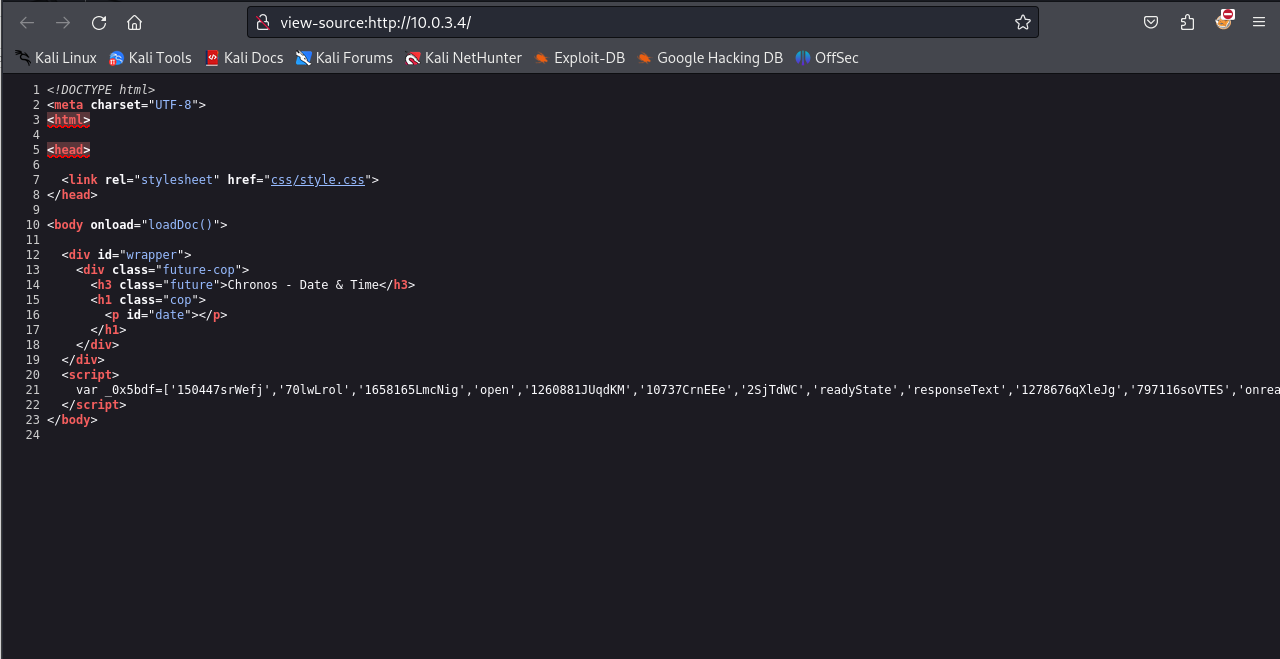 view-source:http://10.0.3.4/
Kali Linux Kali Tools Kali Docs Kali Forums Kali NetHunter Exploit-DB Google Hacking DB OffSec
1 <!DOCTYPE html>
2 <meta charset="UTF-8">
3 <html>
4
5 <head>
6
7 <link rel="stylesheet" href="css/style.css">
8 </head>
9
10 <body onload="loadDoc()">
11
12 <div id="wrapper">
13 <div class="future-cop">
14 <h3 class="future">Chronos - Date & Time</h3>
15 <h1 class="cop">
16 <p id="date"></p>
17 </h1>
18 </div>
19 </div>
20 <script>
21 var _0x5bdf=['150447srWefj','70lwLrol','1658165LmcNig','open','1260881JUqdKM','10737CrnEEe','2SjTdWC','readyState','responseText','1278676qXleJg','797116soVTES','onrea
22 </script>
23 </body>
24